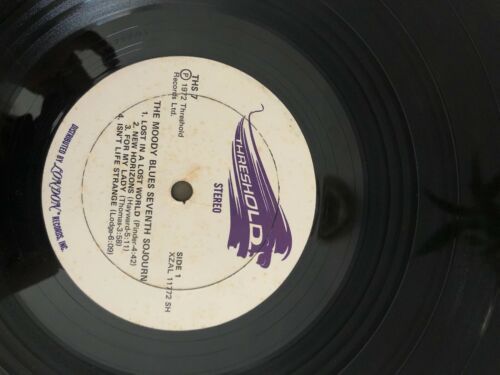 THRESHOLD
STEREO
THS 7
℗ 1972 Threshold
Records Ltd.
SIDE 1
XZAL 11772 SH
THE MOODY BLUES SEVENTH SOJOURN
1. LOST IN A LOST WORLD (Pinder-4:42)
2. NEW HORIZONS (Hayward-5:11)
3. FOR MY LADY (Thomas-3:58)
4. ISN'T LIFE STRANGE (Lodge-6:09)
DISTRIBUTED BY LONDON RECORDS, INC.